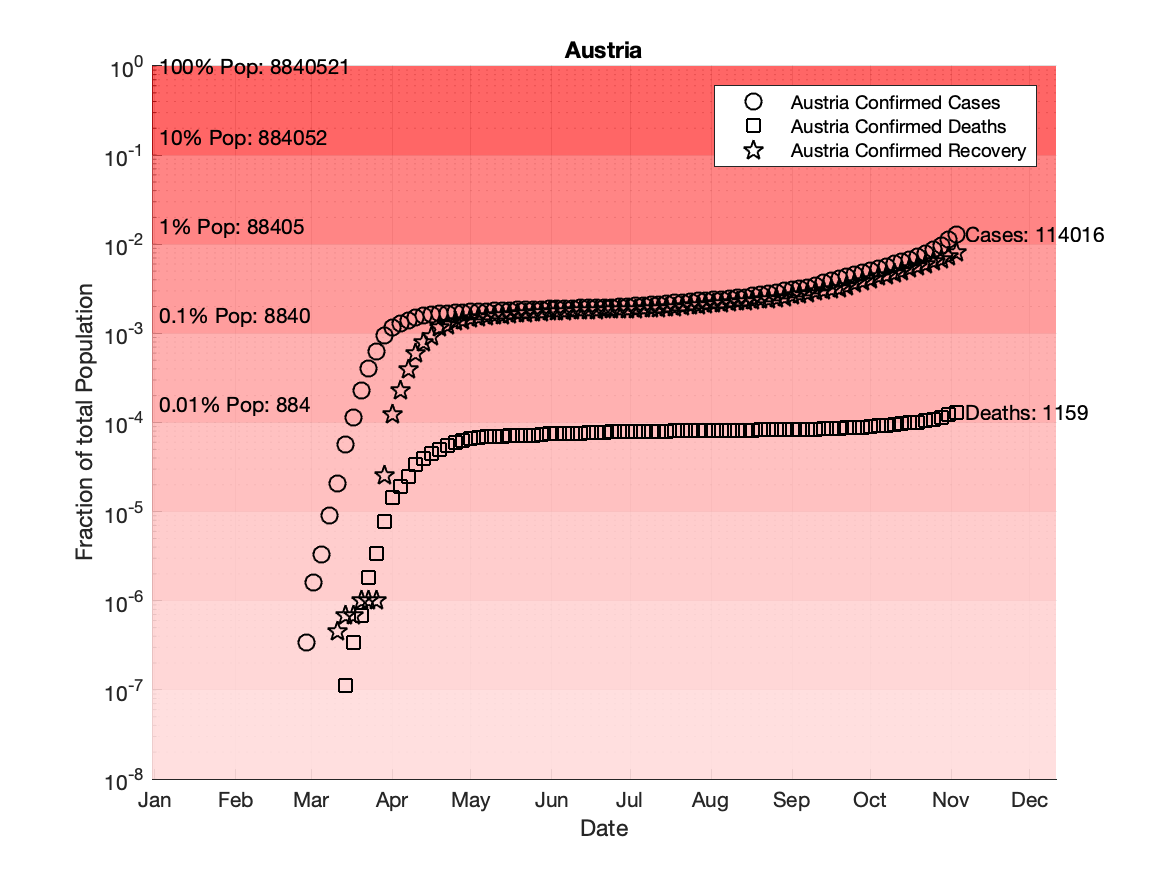 Austria
10^0
100% Pop: 8840521
Austria Confirmed Cases
Austria Confirmed Deaths
Austria Confirmed Recovery
10% Pop: 884052
10^-1
1% Pop: 88405
10^-2
Cases: 114016
0.1% Pop: 8840
10^-3
0.01% Pop: 884
10^-4
Deaths: 1159
10^-5
10^-6
10^-7
10^-8
Fraction of total Population
Jan Feb Mar Apr May Jun Jul Aug Sep Oct Nov Dec
Date